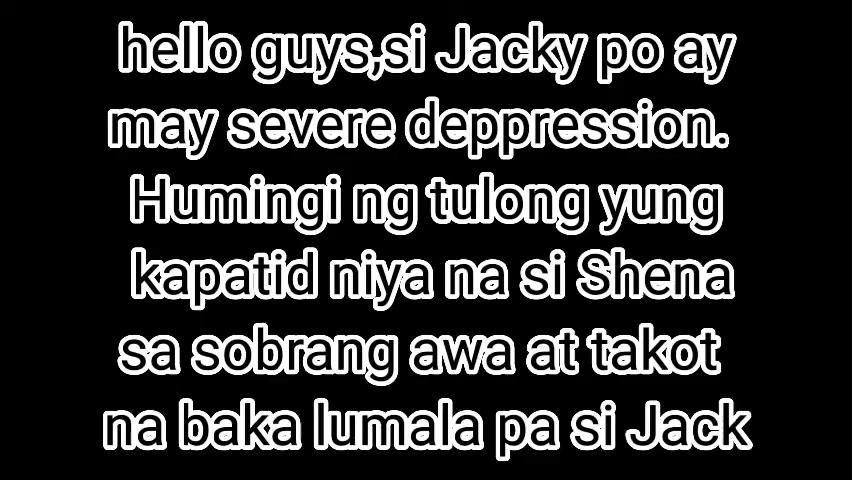 hello guys,si Jacky po ay
may severe deppression.
Humingi ng tulong yung
kapatid niya na si Shena
sa sobrang awa at takot
na baka lumala pa si Jack